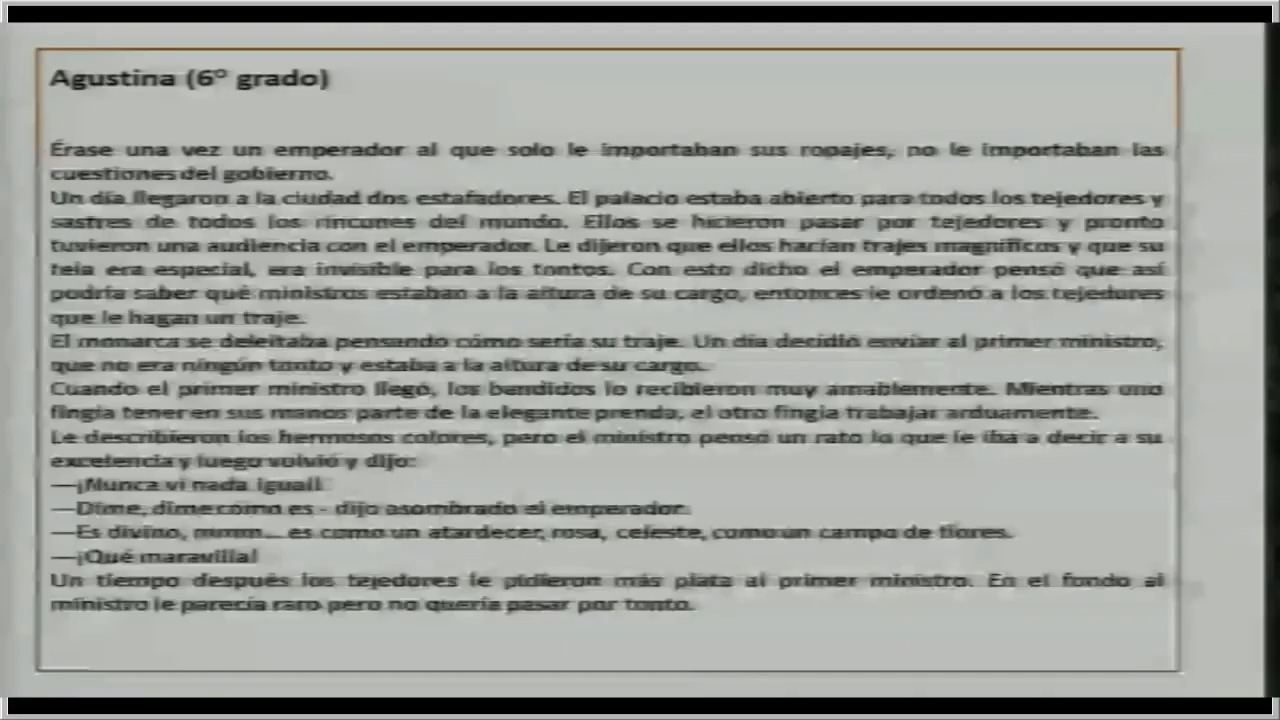 Agustina (6º grado)
Érase una vez un emperador al que solo le importaban sus ropajes, no le importaban las
cuestiones del gobierno.
Un día llegaron a la ciudad dos estafadores. El palacio estaba abierto para todos los tejedores y
sastres de todos los rincones del mundo. Ellos se hicieron pasar por tejedores y pronto
tuvieron una audiencia con el emperador. Le dijeron que ellos hacían trajes magníficos y que su
tela era especial, era invisible para los tontos. Con esto dicho el emperador pensó que así
podría saber qué ministros estaban a la altura de su cargo, entonces le ordenó a los tejedores
que le hagan un traje.
El monarca se deleitaba pensando cómo sería su traje. Un día decidió enviar al primer ministro,
que no era ningún tonto y estaba a la altura de su cargo.
Cuando el primer ministro llegó, los bandidos lo recibieron muy amablemente. Mientras uno
fingía tener en sus manos parte de la elegante prenda, el otro fingía trabajar arduamente.
Le describieron los hermosos colores, pero el ministro pensó un rato lo que le iba a decir a su
excelencia y luego volvió y dijo:
—¡Nunca vi nada igual!
—Dime, dime cómo es - dijo asombrado el emperador.
—Es divino, mmm... es como un atardecer, rosa, celeste, como un campo de flores.
—¡Qué maravilla!
Un tiempo después los tejedores le pidieron más plata al primer ministro. En el fondo al
ministro le parecía raro pero no quería pasar por tonto.